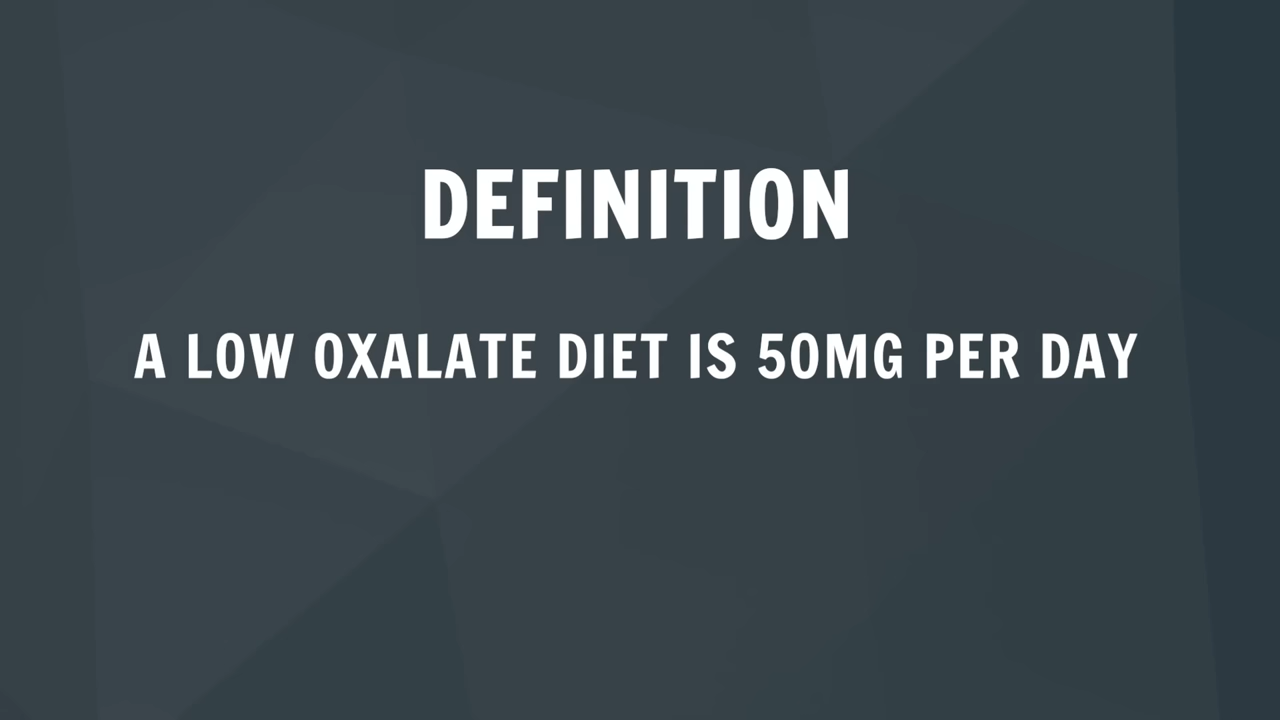 DEFINITION
A LOW OXALATE DIET IS 50MG PER DAY